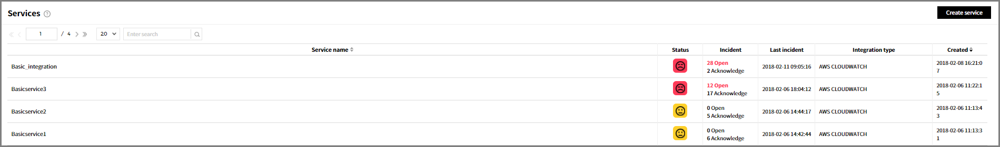 Services ?
Create service
1 / 4 20 Enter search
Service name Status Incident Last incident Integration type Created
Basic_integration 28 Open 2 Acknowledge 2018-02-11 09:05:16 AWS CLOUDWATCH 2018-02-08 16:21:07
Basicservice3 12 Open 17 Acknowledge 2018-02-06 18:04:12 AWS CLOUDWATCH 2018-02-06 11:22:15
Basicservice2 0 Open 5 Acknowledge 2018-02-06 14:44:17 AWS CLOUDWATCH 2018-02-06 11:13:43
Basicservice1 0 Open 6 Acknowledge 2018-02-06 14:42:44 AWS CLOUDWATCH 2018-02-06 11:13:31